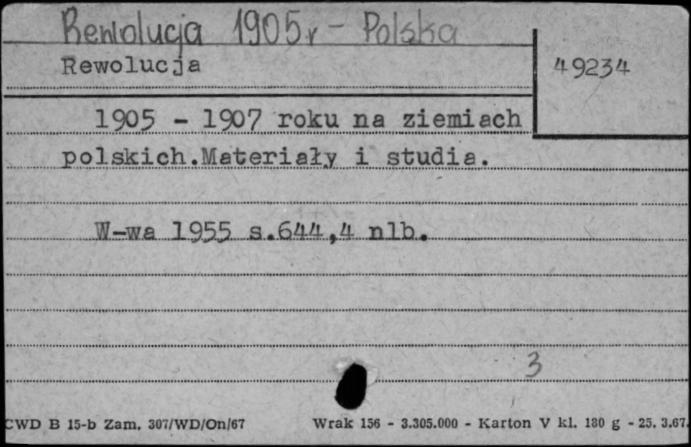 Rewolucja 1905r - Polska
Rewolucja
49234
1905 - 1907 roku na ziemiach
polskich.Materiały i studia.
W-wa 1955 s.644,4 nlb.
3
CWD B 15-b Zam. 307/WD/On/67 Wrak 156 - 3.305.000 - Karton V kl. 180 g - 25. 3.67.